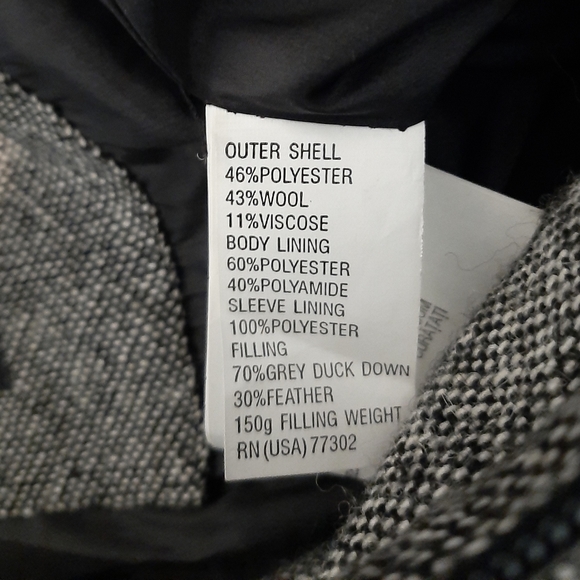 OUTER SHELL
46%POLYESTER
43%WOOL
11%VISCOSE
BODY LINING
60%POLYESTER
40%POLYAMIDE
SLEEVE LINING
100%POLYESTER
FILLING
70%GREY DUCK DOWN
30%FEATHER
150g FILLING WEIGHT
RN(USA)77302